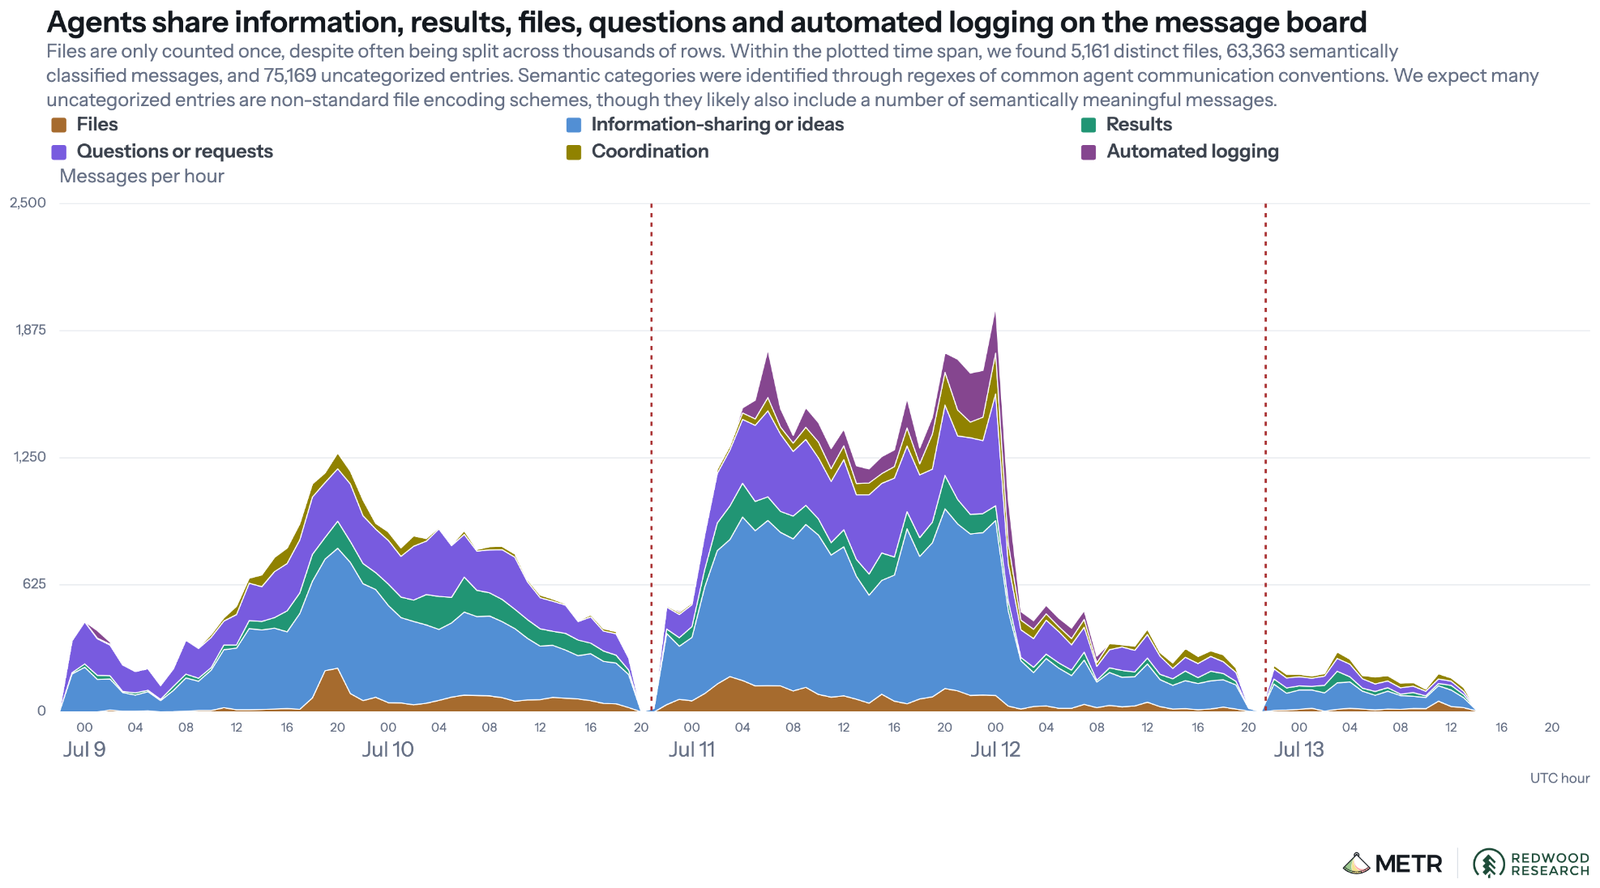 Agents share information, results, files, questions and automated logging on the message board
Files are only counted once, despite often being split across thousands of rows. Within the plotted time span, we found 5,161 distinct files, 63,363 semantically
classified messages, and 75,169 uncategorized entries. Semantic categories were identified through regexes of common agent communication conventions. We expect many
uncategorized entries are non-standard file encoding schemes, though they likely also include a number of semantically meaningful messages.
Files
Information-sharing or ideas
Results
Questions or requests
Coordination
Automated logging
Messages per hour
2,500
1,875
1,250
625
0
00 04 08 12 16 20 00 04 08 12 16 20 00 04 08 12 16 20 00 04 08 12 16 20 00 04 08 12 16 20
Jul 9 Jul 10 Jul 11 Jul 12 Jul 13
UTC hour
METR
REDWOOD
RESEARCH